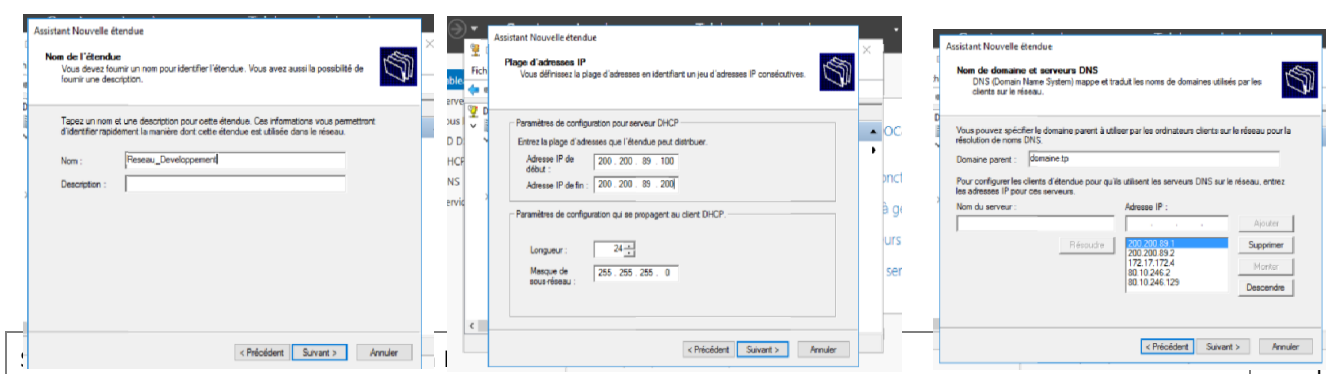 Assistant Nouvelle étendue
Nom de l'étendue
Vous devez fournir un nom pour identifier l'étendue. Vous avez aussi la possibilité de
fournir une description.
Tapez un nom et une description pour cette étendue. Ces informations vous permettront
d'identifier rapidement la manière dont cette étendue est utilisée dans le réseau.
Nom :
Reseau_Developpement
Description :
< Précédent
Suivant >
Annuler
Fich
Assistant Nouvelle étendue
Plage d'adresses IP
Vous définissez la plage d'adresses en identifiant un jeu d'adresses IP consécutives.
Paramètres de configuration pour serveur DHCP
Entrez la plage d'adresses que l'étendue peut distribuer.
Adresse IP de
début :
200 . 200 . 89 . 100
Adresse IP de fin :
200 . 200 . 89 . 200
Paramètres de configuration qui se propagent au client DHCP.
Longueur :
24
Masque de
sous-réseau :
255 . 255 . 255 . 0
< Précédent
Suivant >
Annuler
Assistant Nouvelle étendue
Nom de domaine et serveurs DNS
DNS (Domain Name System) mappe et traduit les noms de domaines utilisés par les
clients sur le réseau.
Vous pouvez spécifier le domaine parent à utiliser par les ordinateurs clients sur le réseau pour la
résolution de noms DNS.
Domaine parent :
domaine.tp
Pour configurer les clients d'étendue pour qu'ils utilisent les serveurs DNS sur le réseau, entrez
les adresses IP pour ces serveurs.
Nom du serveur :
Adresse IP :
Ajouter
Résoudre
200.200.89.1
Supprimer
200.200.89.2
172.17.172.4
Monter
80.10.246.2
80.10.246.129
Descendre
< Précédent
Suivant >
Annuler